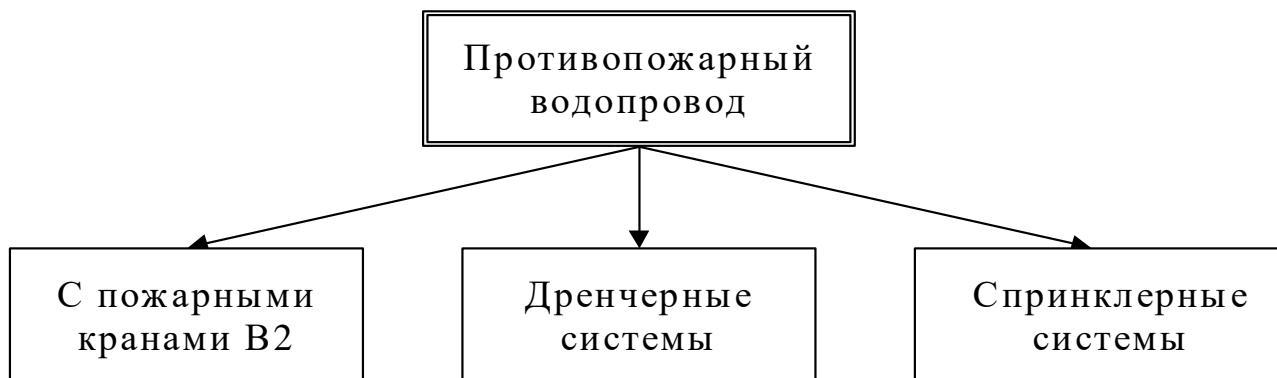 Противопожарный
водопровод
С пожарными
кранами В2
Дренчерные
системы
Спринклерные
системы